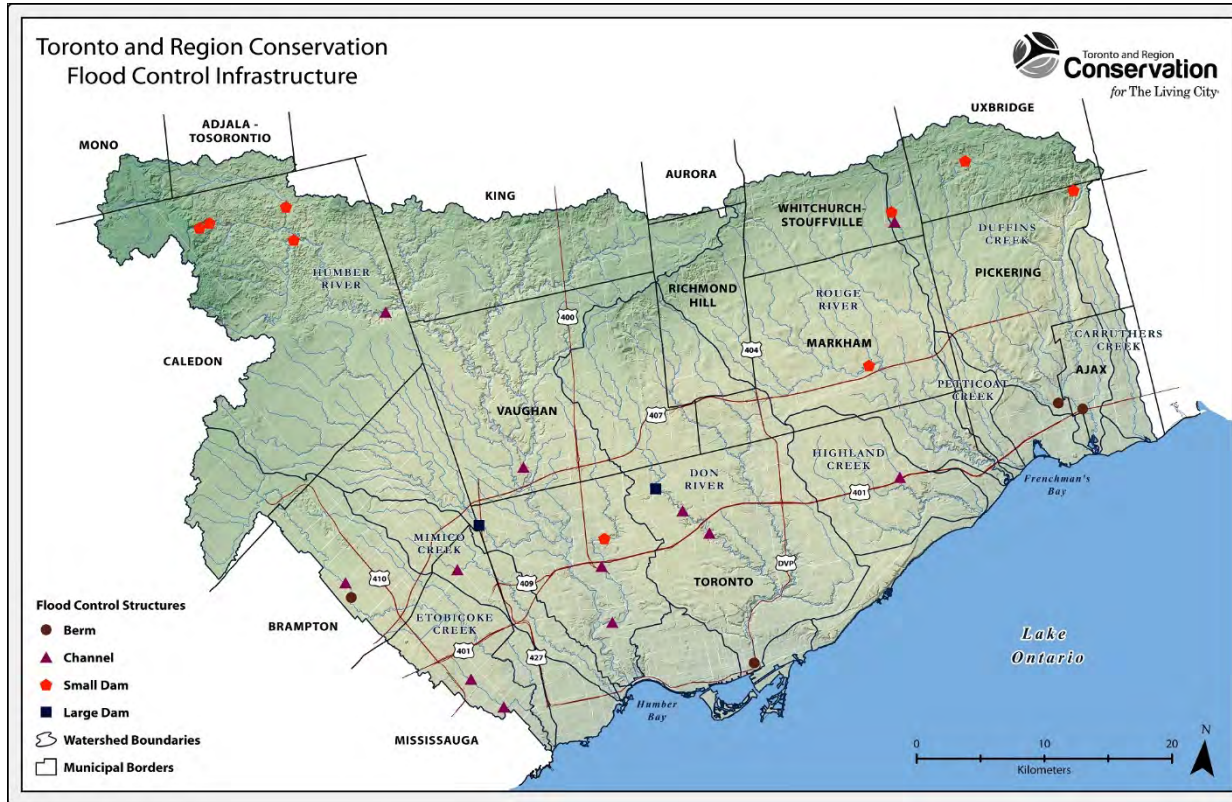 Toronto and Region Conservation
Flood Control Infrastructure
Toronto and Region
Conservation
for The Living City
UXBRIDGE
ADJALA -
TOSORONTIO
MONO
AURORA
KING
WHITCHURCH-
STOUFFVILLE
DUFFINS
CREEK
HUMBER
RIVER
PICKERING
RICHMOND
HILL
ROUGE
RIVER
400
404
MARKHAM
CARRUTHERS
CREEK
CALEDON
AJAX
PETTICOAT
CREEK
VAUGHAN
407
HIGHLAND
CREEK
DON
RIVER
401
Frenchman's
Bay
MIMICO
CREEK
410
409
DVP
TORONTO
Flood Control Structures
Berm
Channel
Small Dam
Large Dam
Watershed Boundaries
Municipal Borders
BRAMPTON
ETOBICOKE
CREEK
401
427
Lake
Ontario
Humber
Bay
MISSISSAUGA
N
0 10 20
Kilometers